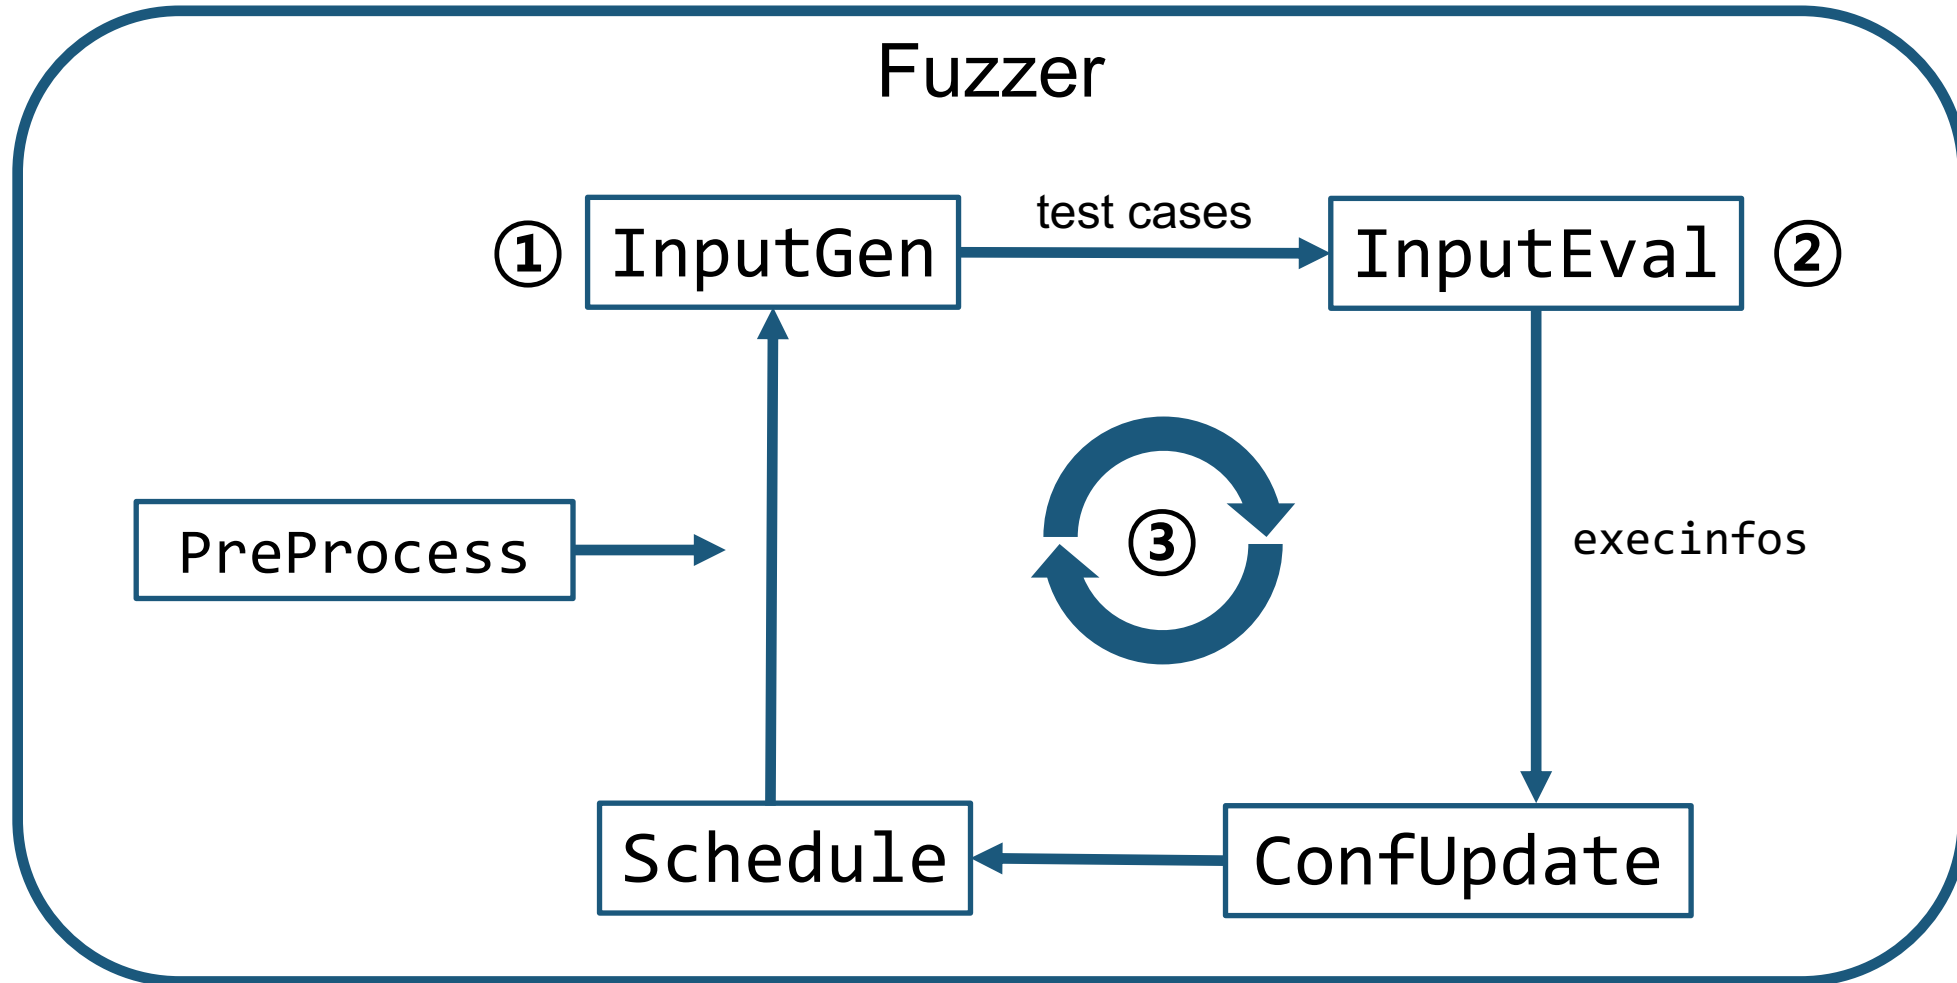 Fuzzer
① InputGen
test cases
InputEval ②
PreProcess
③
execinfos
Schedule
ConfUpdate